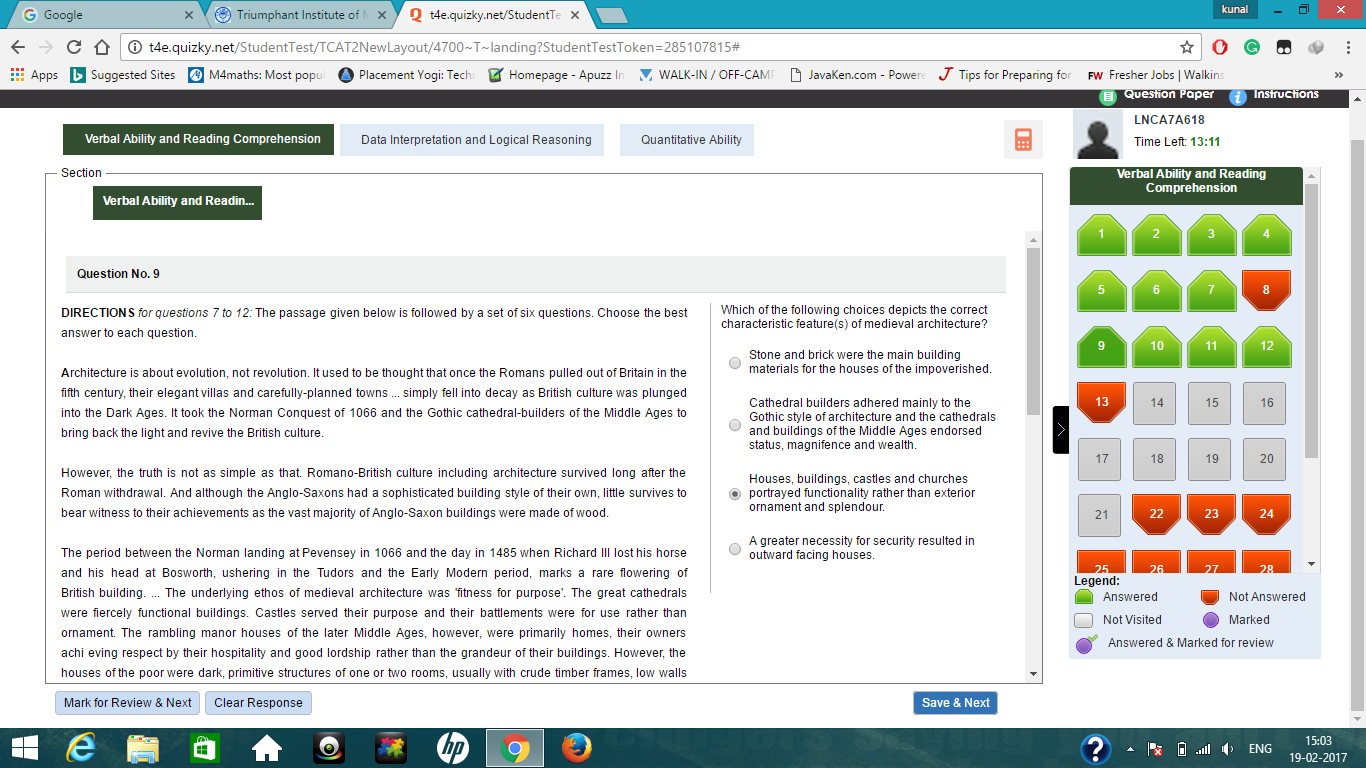 kunal
Google
Triumphant Institute of M
t4e.quizky.net/StudentTe
t4e.quizky.net/StudentTest/TCAT2NewLayout/4700~T~landing?StudentTestToken=285107815#
Apps
Suggested Sites
M4maths: Most popu
Placement Yogi: Tech
Homepage - Apuzz In
WALK-IN / OFF-CAMP
JavaKen.com - Powere
Tips for Preparing for
FW Fresher Jobs | Walkins
»
Question Paper
i Instructions
Verbal Ability and Reading Comprehension
Data Interpretation and Logical Reasoning
Quantitative Ability
LNCA7A618
Time Left: 13:11
Section
Verbal Ability and Readin...
Question No. 9
DIRECTIONS for questions 7 to 12: The passage given below is followed by a set of six questions. Choose the best
answer to each question.
Architecture is about evolution, not revolution. It used to be thought that once the Romans pulled out of Britain in the
fifth century, their elegant villas and carefully-planned towns ... simply fell into decay as British culture was plunged
into the Dark Ages. It took the Norman Conquest of 1066 and the Gothic cathedral-builders of the Middle Ages to
bring back the light and revive the British culture.
However, the truth is not as simple as that. Romano-British culture including architecture survived long after the
Roman withdrawal. And although the Anglo-Saxons had a sophisticated building style of their own, little survives to
bear witness to their achievements as the vast majority of Anglo-Saxon buildings were made of wood.
The period between the Norman landing at Pevensey in 1066 and the day in 1485 when Richard III lost his horse
and his head at Bosworth, ushering in the Tudors and the Early Modern period, marks a rare flowering of
British building. ... The underlying ethos of medieval architecture was 'fitness for purpose'. The great cathedrals
were fiercely functional buildings. Castles served their purpose and their battlements were for use rather than
ornament. The rambling manor houses of the later Middle Ages, however, were primarily homes, their owners
achi eving respect by their hospitality and good lordship rather than the grandeur of their buildings. However, the
houses of the poor were dark, primitive structures of one or two rooms, usually with crude timber frames, low walls
Which of the following choices depicts the correct
characteristic feature(s) of medieval architecture?
Stone and brick were the main building
materials for the houses of the impoverished.
Cathedral builders adhered mainly to the
Gothic style of architecture and the cathedrals
and buildings of the Middle Ages endorsed
status, magnifence and wealth.
Houses, buildings, castles and churches
portrayed functionality rather than exterior
ornament and splendour.
A greater necessity for security resulted in
outward facing houses.
Verbal Ability and Reading
Comprehension
1 2 3 4
5 6 7 8
9 10 11 12
13 14 15 16
17 18 19 20
21 22 23 24
25 26 27 28
Legend:
Answered
Not Answered
Not Visited
Marked
Answered & Marked for review
Mark for Review & Next
Clear Response
Save & Next
hp
?
ENG
15:03
19-02-2017